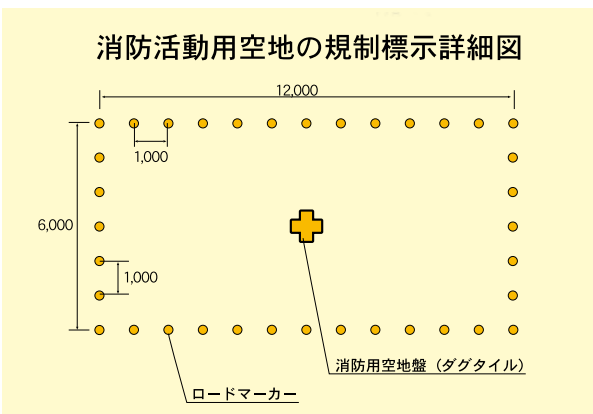 消防活動用空地の規制標示詳細図
12,000
1,000
6,000
1,000
消防用空地盤（ダグタイル）
ロードマーカー